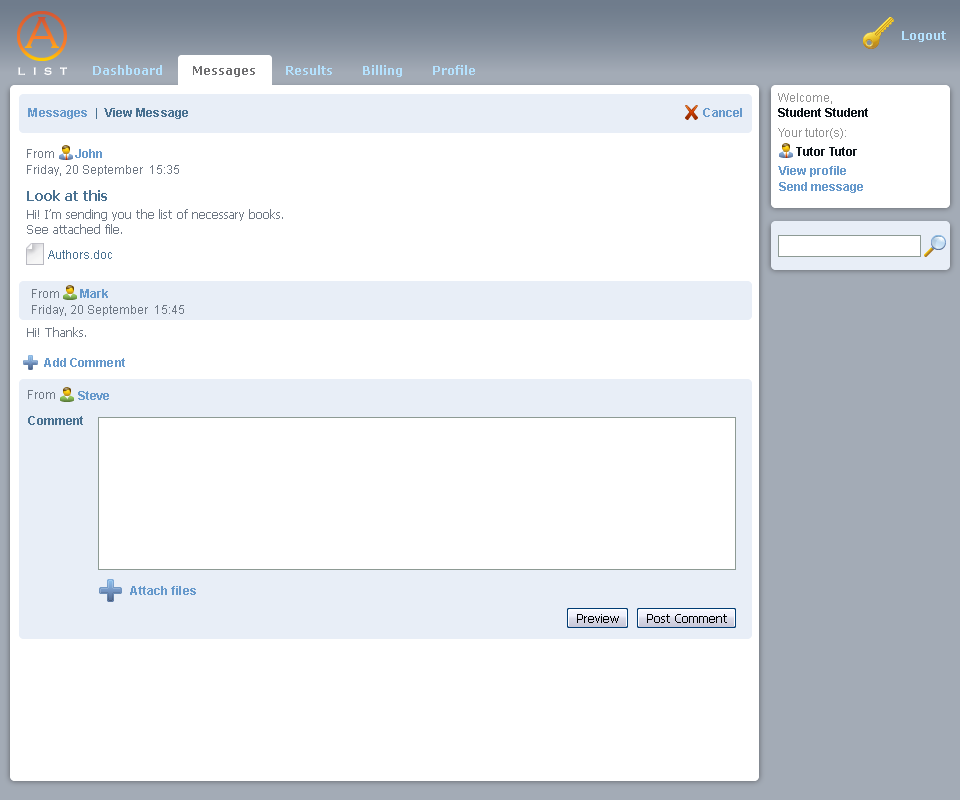 A
LIST
Dashboard Messages Results Billing Profile
Logout
Messages | View Message
Cancel
From John
Friday, 20 September 15:35
Look at this
Hi! I'm sending you the list of necessary books.
See attached file.
Authors.doc
From Mark
Friday, 20 September 15:45
Hi! Thanks.
Add Comment
From Steve
Comment
Attach files
Preview Post Comment
Welcome,
Student Student
Your tutor(s):
Tutor Tutor
View profile
Send message